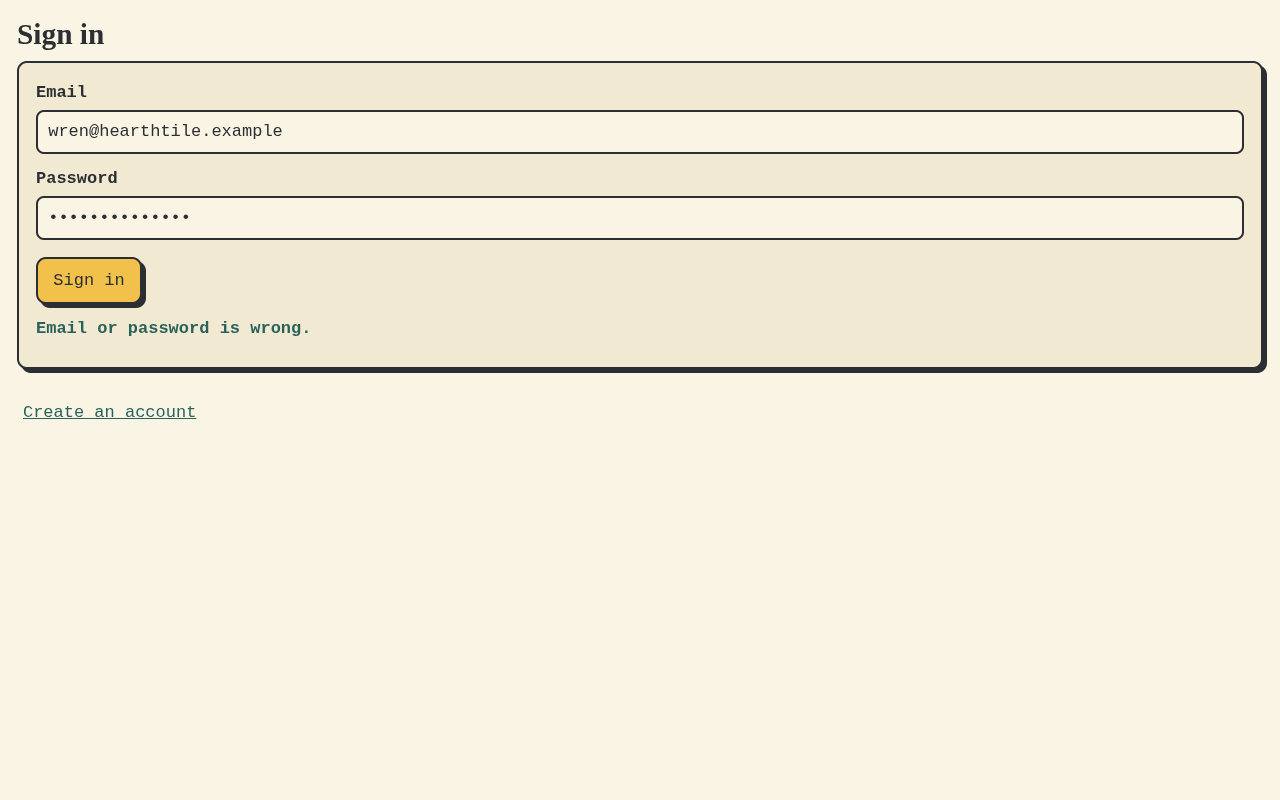 Sign in
Email
wren@hearthtile.example
Password
••••••••••••••
Sign in
Email or password is wrong.
Create an account